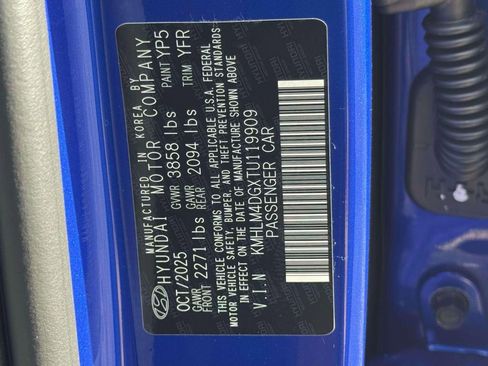 MANUFACTURED IN KOREA BY
HYUNDAI MOTOR COMPANY
OCT/2025 GVWR 3858 lbs PAINT YP5
GAWR FRONT 2271 lbs GAWR REAR 2094 lbs TRIM YFR
THIS VEHICLE CONFORMS TO ALL APPLICABLE U.S.A. FEDERAL
MOTOR VEHICLE SAFETY, BUMPER, AND THEFT PREVENTION STANDARDS
IN EFFECT ON THE DATE OF MANUFACTURE SHOWN ABOVE
V.I.N KMHLM4DGXTU119909
PASSENGER CAR